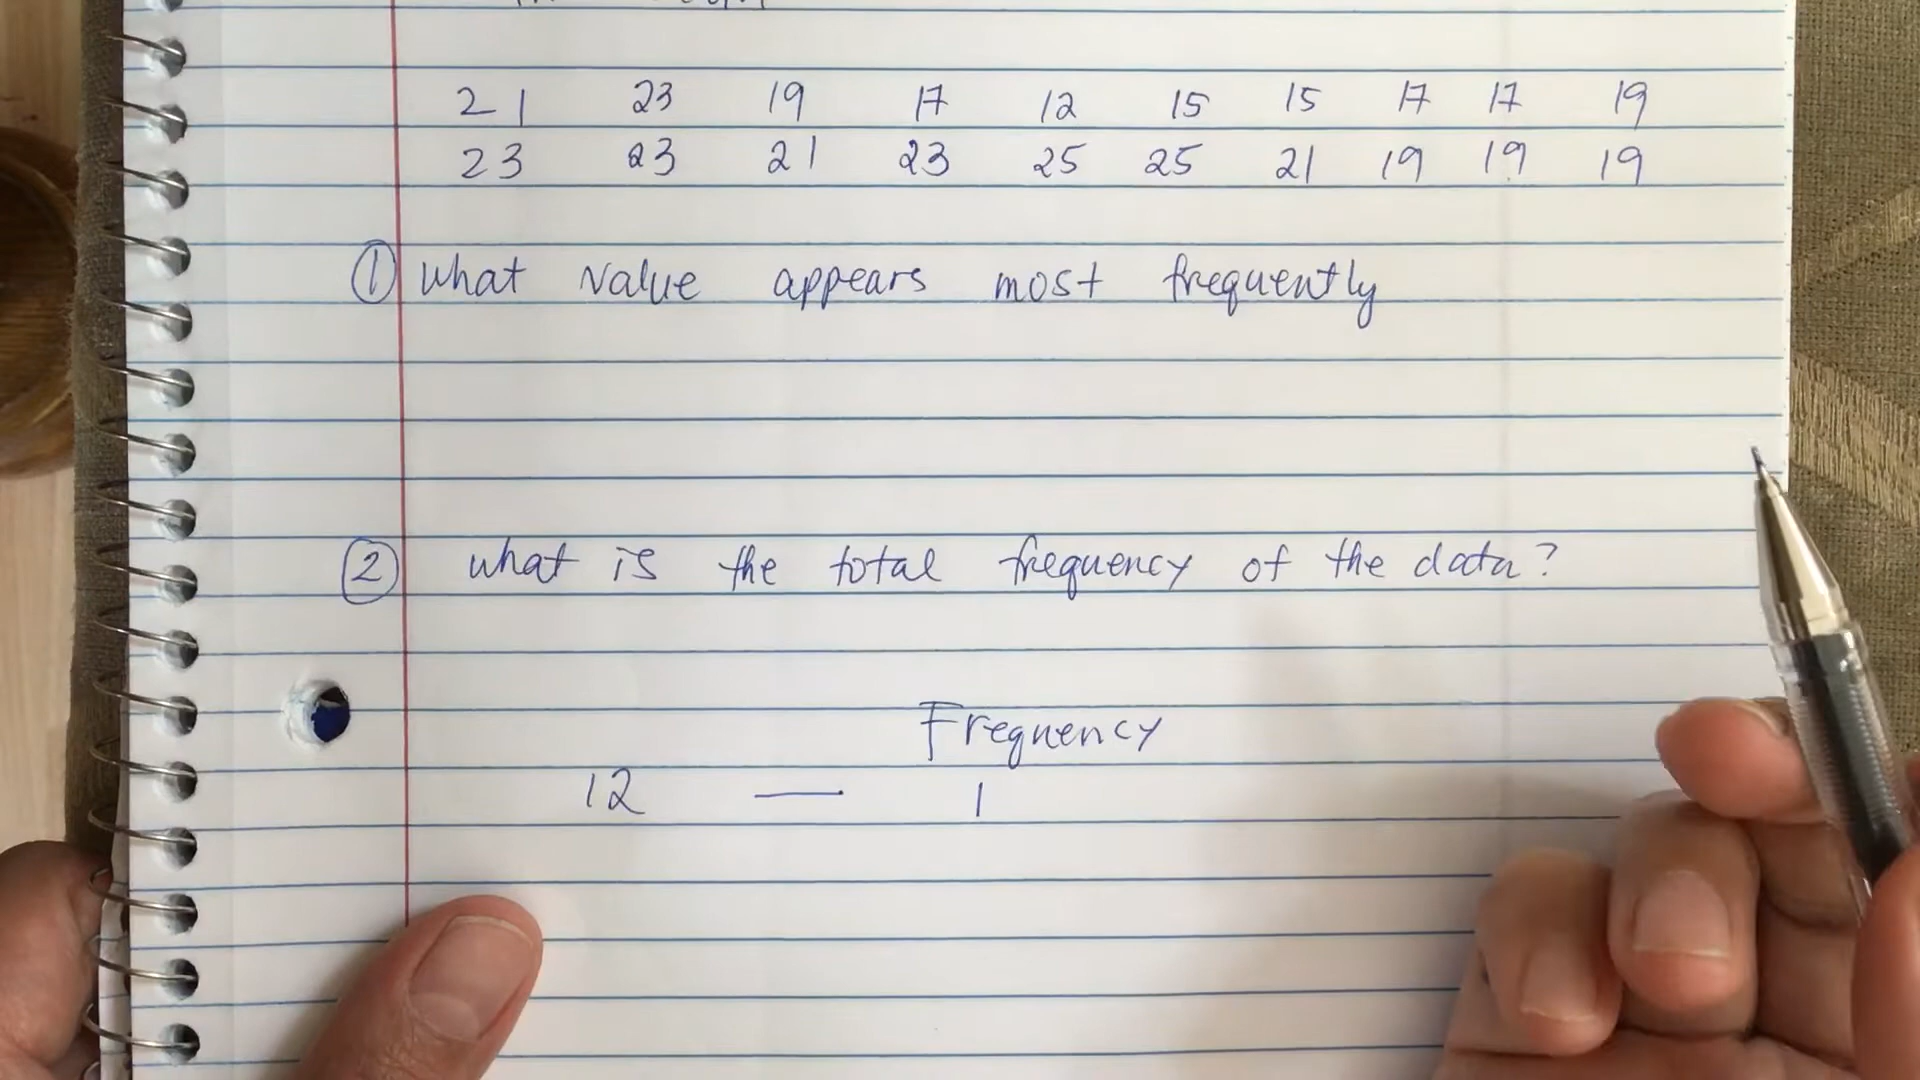 21 23 19 17 12 15 15 17 17 19
23 23 21 23 25 25 21 19 19 19
① what value appears most frequently
② what is the total frequency of the data?
Frequency
12 — 1